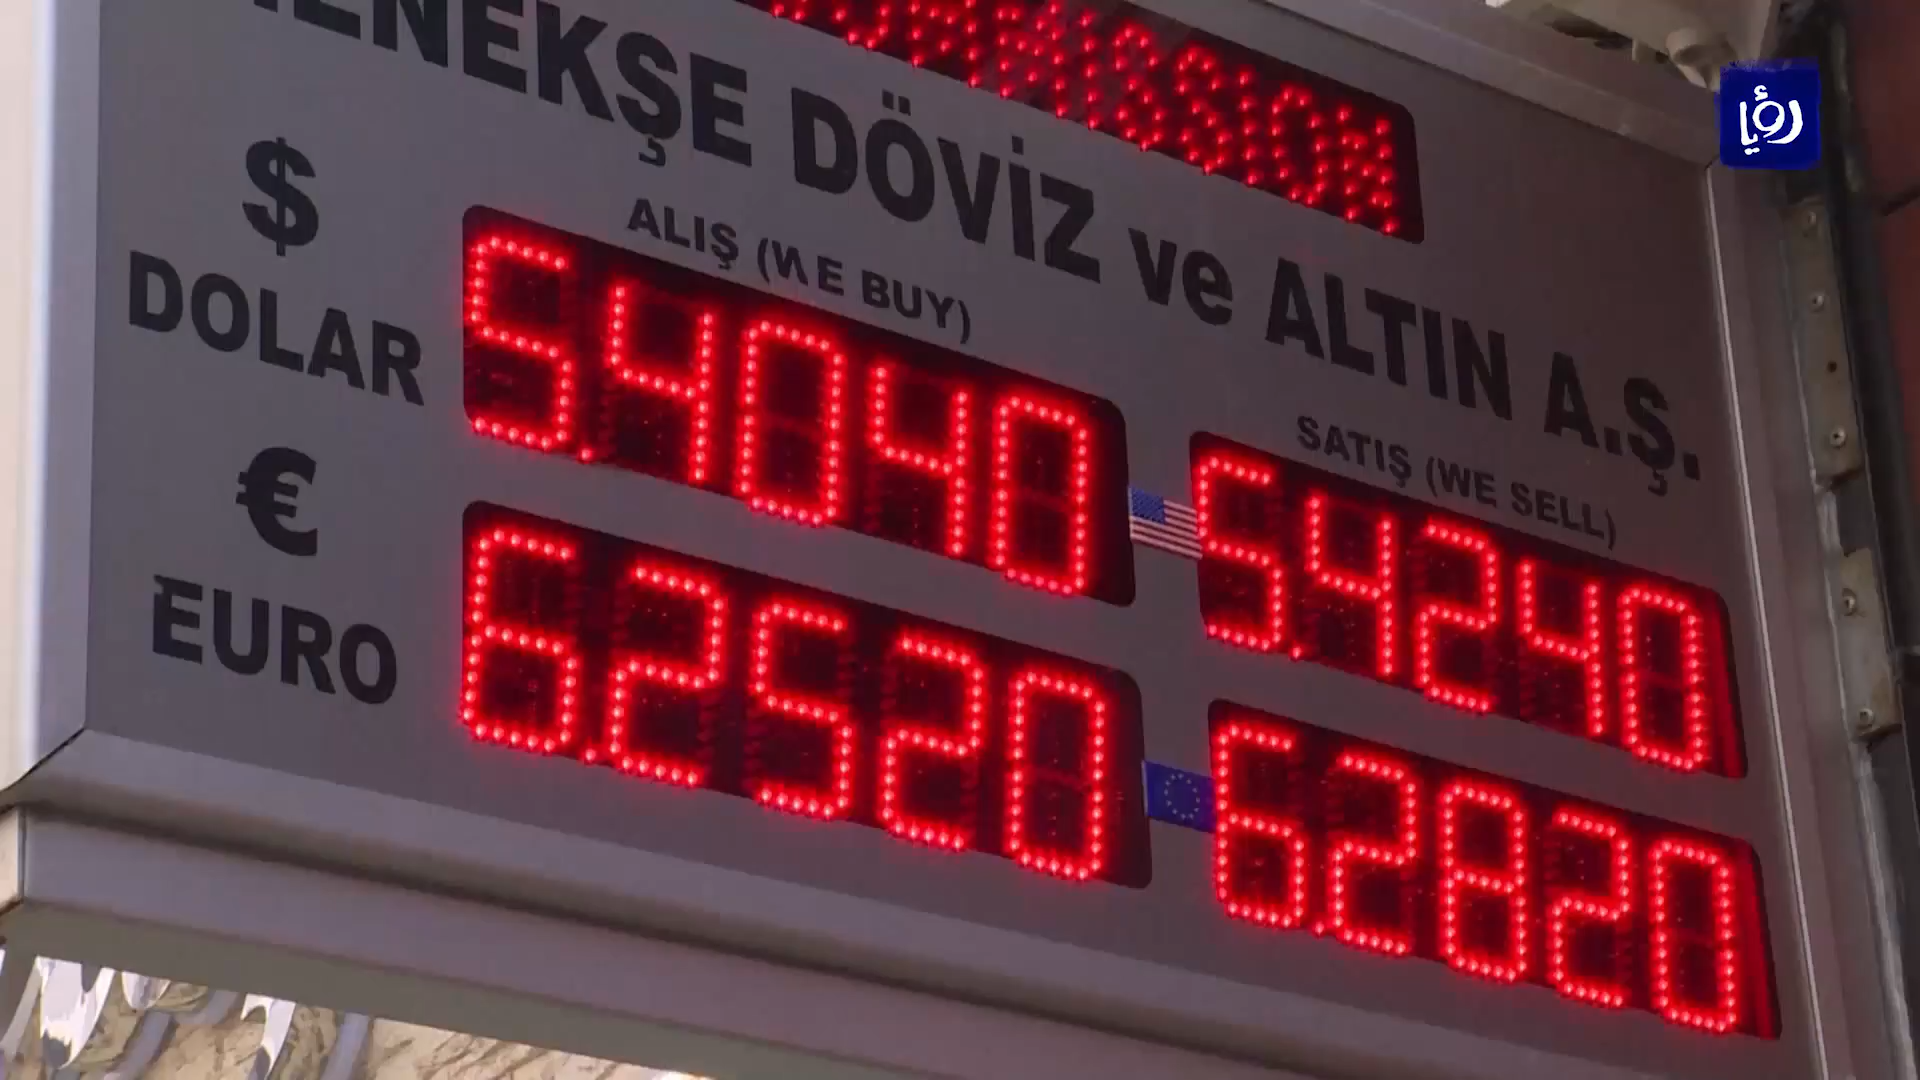 رؤيا
MENEKŞE DÖVİZ ve ALTIN A.Ş.
ALIŞ (WE BUY)
SATIŞ (WE SELL)
$
DOLAR
5.4040
5.4240
€
EURO
6.2520
6.2820